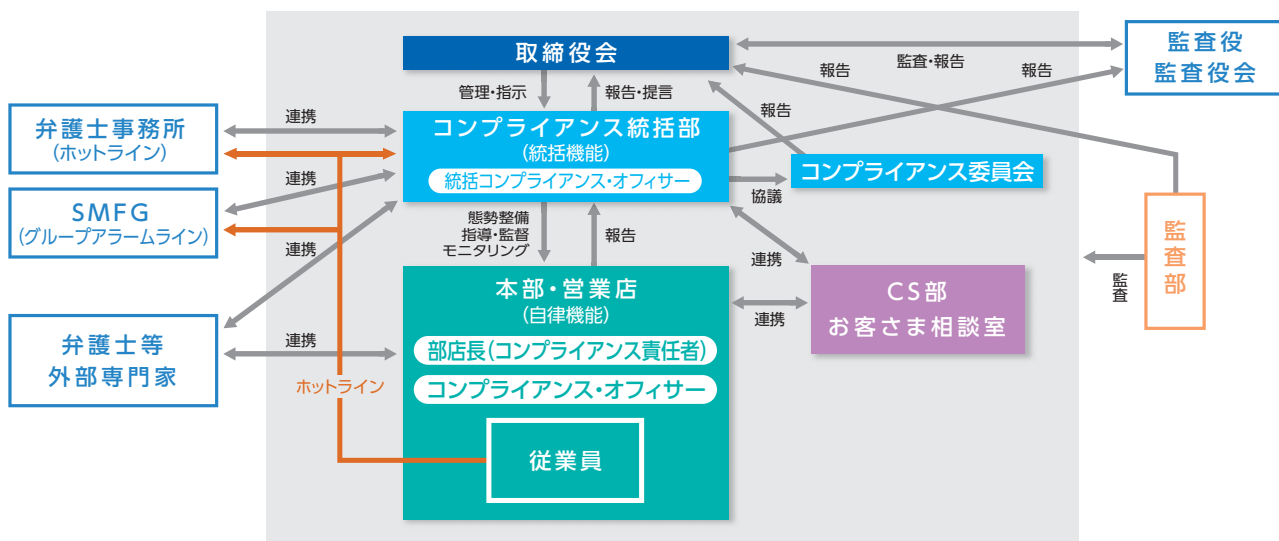 取締役会
監査役
監査役会
監査・報告
報告
報告
管理・指示
報告・提言
報告
弁護士事務所
(ホットライン)
連携
コンプライアンス統括部
(統括機能)
統括コンプライアンス・オフィサー
コンプライアンス委員会
協議
SMFG
(グループアラームライン)
連携
連携
態勢整備
指導・監督
モニタリング
報告
連携
監査部
監査
本部・営業店
(自律機能)
部店長(コンプライアンス責任者)
コンプライアンス・オフィサー
従業員
連携
CS部
お客さま相談室
弁護士等
外部専門家
連携
ホットライン